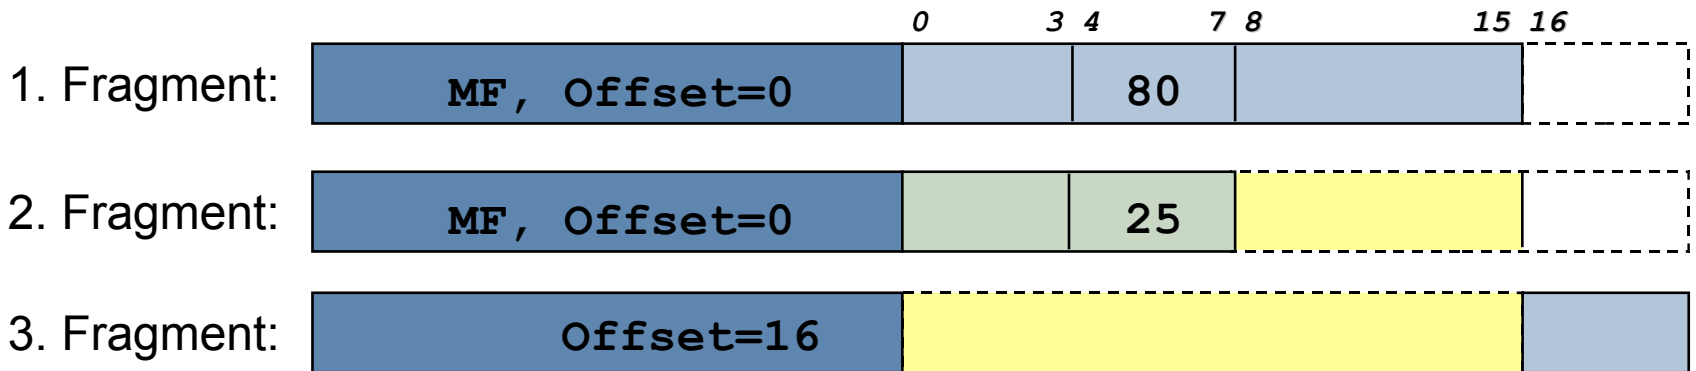 0 3 4 7 8 15 16
1. Fragment: MF, Offset=0 80
2. Fragment: MF, Offset=0 25
3. Fragment: Offset=16